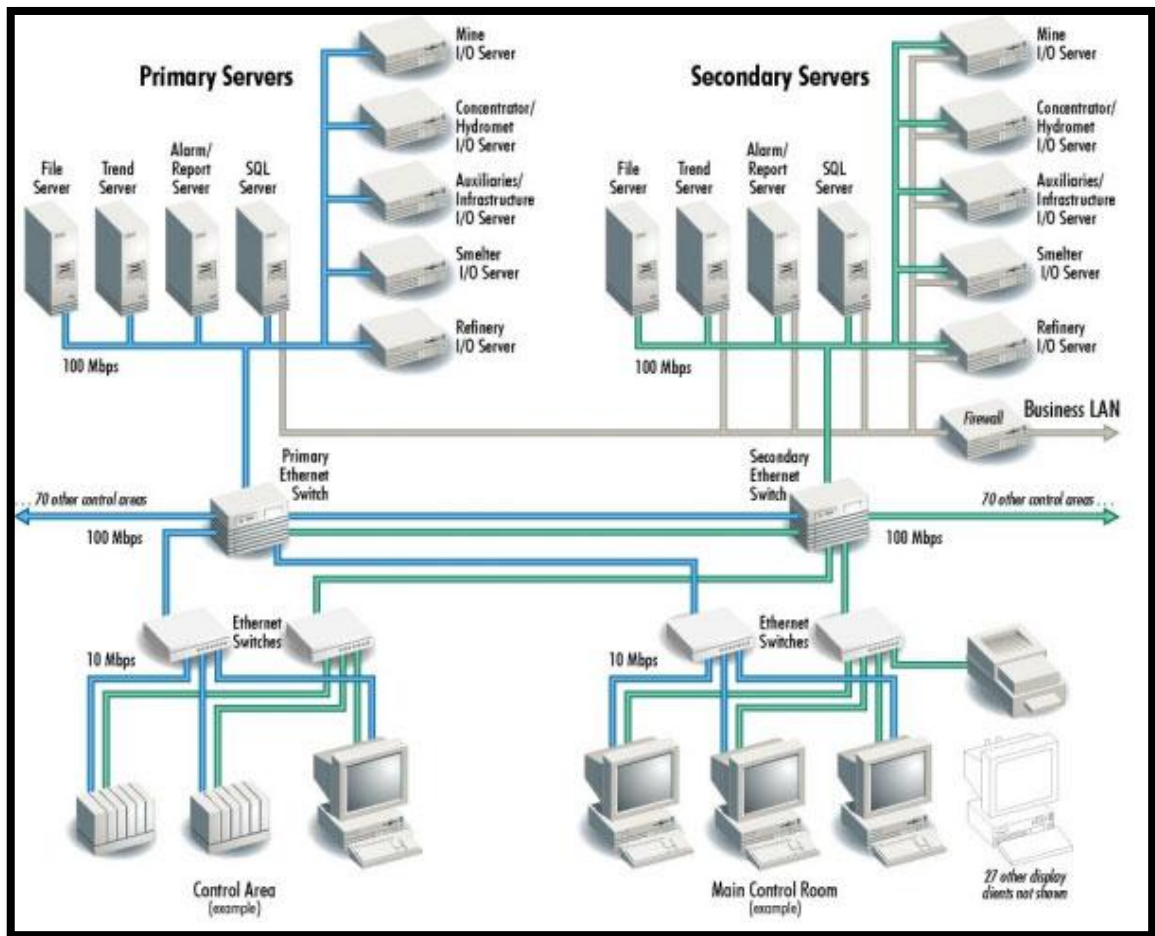 Primary Servers
Mine
I/O Server
Concentrator/
Hydromet
I/O Server
Auxiliaries/
Infrastructure
I/O Server
Smelter
I/O Server
Refinery
I/O Server
File
Server
Trend
Server
Alarm/
Report
Server
SQL
Server
100 Mbps
Secondary Servers
Mine
I/O Server
Concentrator/
Hydromet
I/O Server
Auxiliaries/
Infrastructure
I/O Server
Smelter
I/O Server
Refinery
I/O Server
File
Server
Trend
Server
Alarm/
Report
Server
SQL
Server
100 Mbps
Firewall
Business LAN
Primary
Ethernet
Switch
Secondary
Ethernet
Switch
... 70 other control areas
100 Mbps
70 other control areas ...
100 Mbps
Ethernet
Switches
10 Mbps
Ethernet
Switches
10 Mbps
Control Area
(example)
Main Control Room
(example)
27 other display
clients not shown